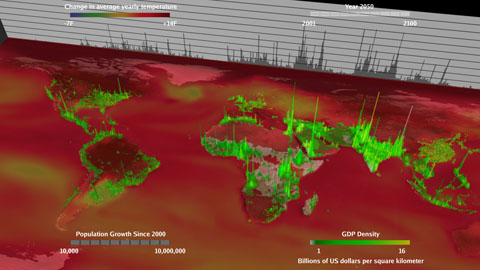 Change in average yearly temperature
-7F +14F
Year 2050
2001 2100
Population Growth Since 2000
10,000 10,000,000
GDP Density
1 16
Billions of US dollars per square kilometer